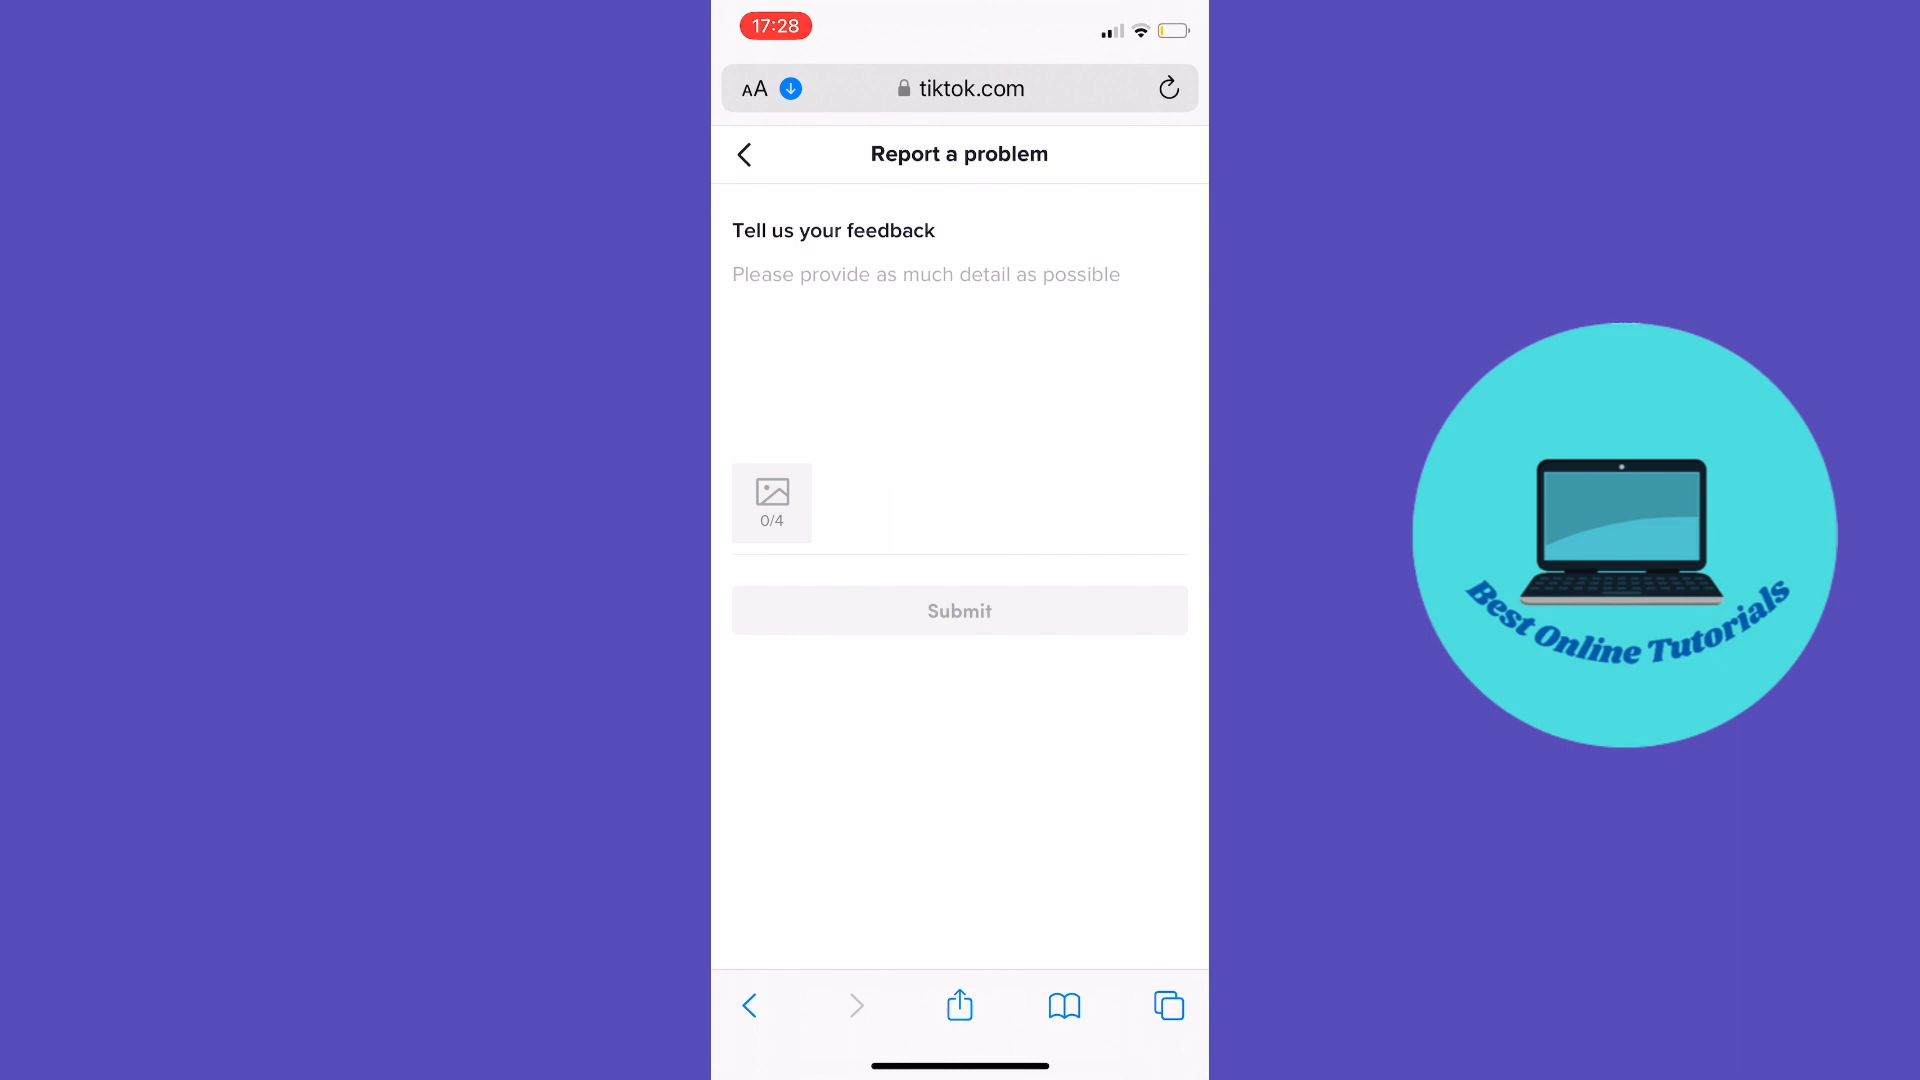 17:28
AA
tiktok.com
Report a problem
Tell us your feedback
Please provide as much detail as possible
0/4
Submit
Best Online Tutorials